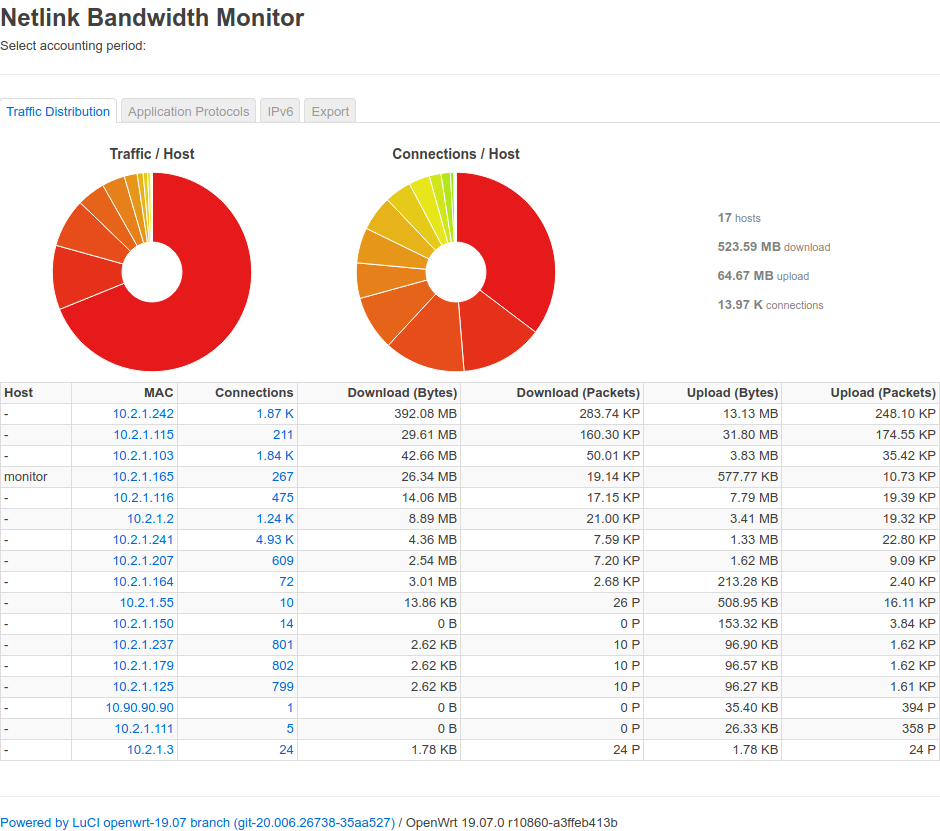 Netlink Bandwidth Monitor
Select accounting period:
Traffic Distribution Application Protocols IPv6 Export
Traffic / Host Connections / Host
17 hosts
523.59 MB download
64.67 MB upload
13.97 K connections
Host MAC Connections Download (Bytes) Download (Packets) Upload (Bytes) Upload (Packets)
- 10.2.1.242 1.87 K 392.08 MB 283.74 KP 13.13 MB 248.10 KP
- 10.2.1.115 211 29.61 MB 160.30 KP 31.80 MB 174.55 KP
- 10.2.1.103 1.84 K 42.66 MB 50.01 KP 3.83 MB 35.42 KP
monitor 10.2.1.165 267 26.34 MB 19.14 KP 577.77 KB 10.73 KP
- 10.2.1.116 475 14.06 MB 17.15 KP 7.79 MB 19.39 KP
- 10.2.1.2 1.24 K 8.89 MB 21.00 KP 3.41 MB 19.32 KP
- 10.2.1.241 4.93 K 4.36 MB 7.59 KP 1.33 MB 22.80 KP
- 10.2.1.207 609 2.54 MB 7.20 KP 1.62 MB 9.09 KP
- 10.2.1.164 72 3.01 MB 2.68 KP 213.28 KB 2.40 KP
- 10.2.1.55 10 13.86 KB 26 P 508.95 KB 16.11 KP
- 10.2.1.150 14 0 B 0 P 153.32 KB 3.84 KP
- 10.2.1.237 801 2.62 KB 10 P 96.90 KB 1.62 KP
- 10.2.1.179 802 2.62 KB 10 P 96.57 KB 1.62 KP
- 10.2.1.125 799 2.62 KB 10 P 96.27 KB 1.61 KP
- 10.90.90.90 1 0 B 0 P 35.40 KB 394 P
- 10.2.1.111 5 0 B 0 P 26.33 KB 358 P
- 10.2.1.3 24 1.78 KB 24 P 1.78 KB 24 P
Powered by LuCI openwrt-19.07 branch (git-20.006.26738-35aa527) / OpenWrt 19.07.0 r10860-a3ffeb413b